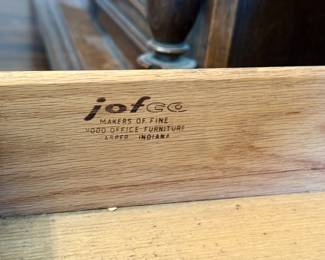 jofco
MAKERS OF FINE
WOOD OFFICE FURNITURE
JASPER, INDIANA